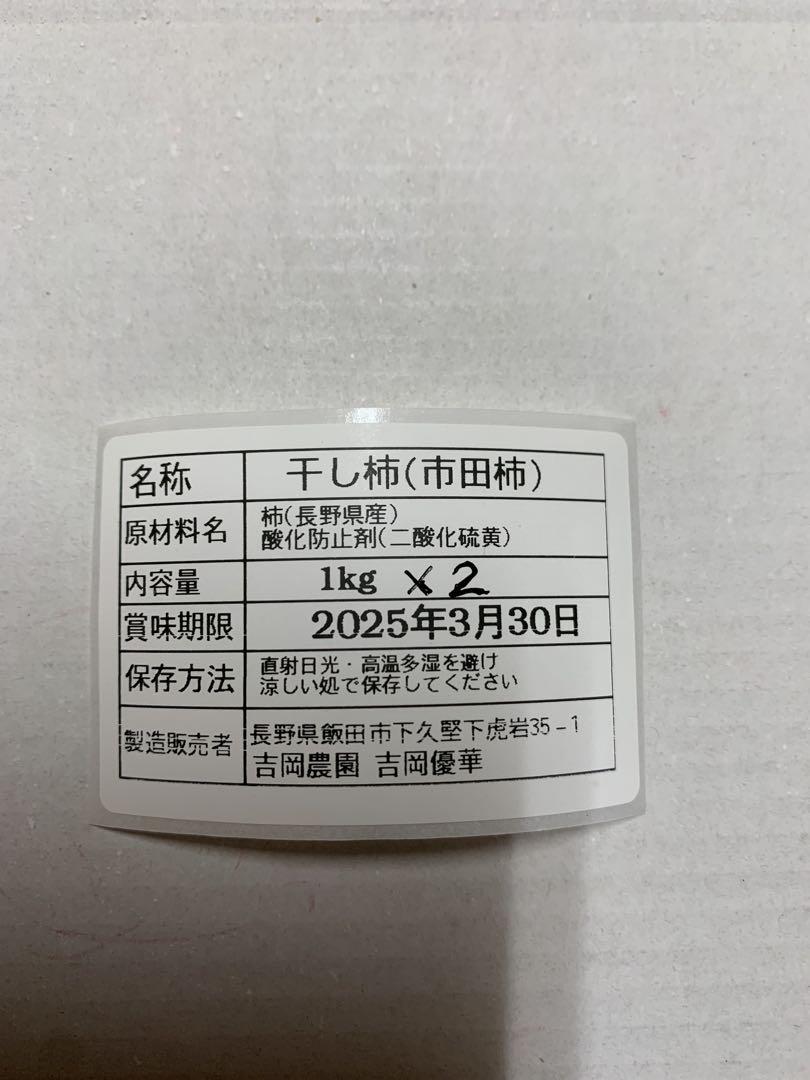 名称 干し柿(市田柿)
原材料名 柿(長野県産)
酸化防止剤(二酸化硫黄)
内容量 1kg ×2
賞味期限 2025年3月30日
保存方法 直射日光・高温多湿を避け
涼しい処で保存してください
製造販売者 長野県飯田市下久堅下虎岩35-1
吉岡農園 吉岡優華